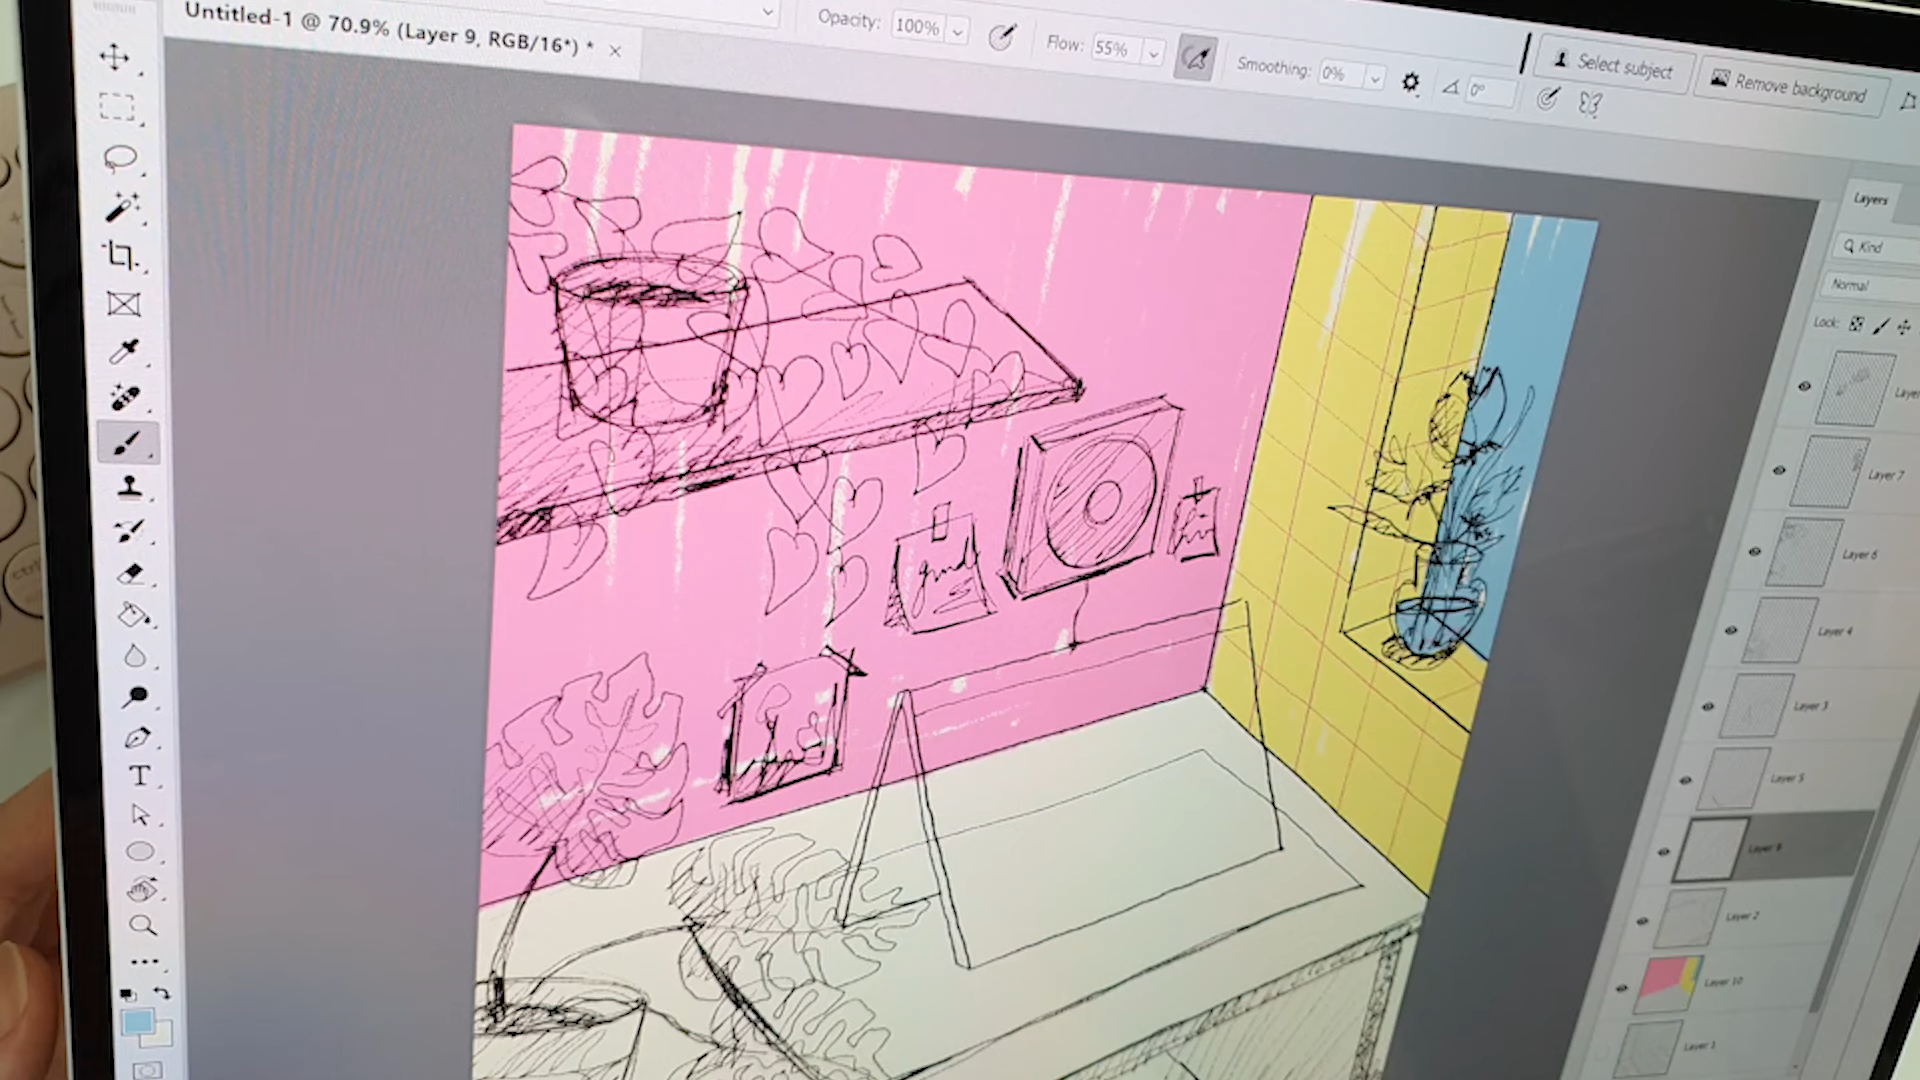 Untitled-1 @ 70.9% (Layer 9, RGB/16*) *
Opacity: 100%
Flow: 55%
Smoothing: 0%
0°
Select subject
Remove background
Layers
Kind
Normal
Lock:
Layer
Layer 7
Layer 6
Layer 4
Layer 3
Layer 5
Layer 9
Layer 2
Layer 10
Layer 1
ctrl